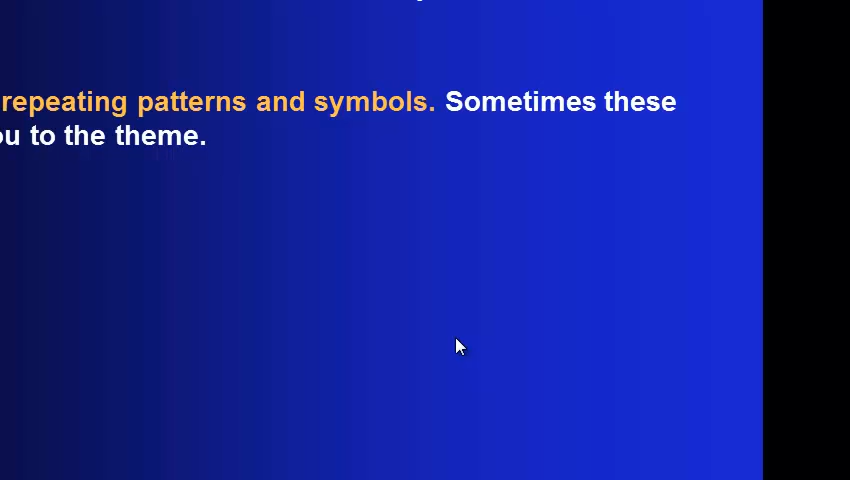 repeating patterns and symbols. Sometimes these
to the theme.